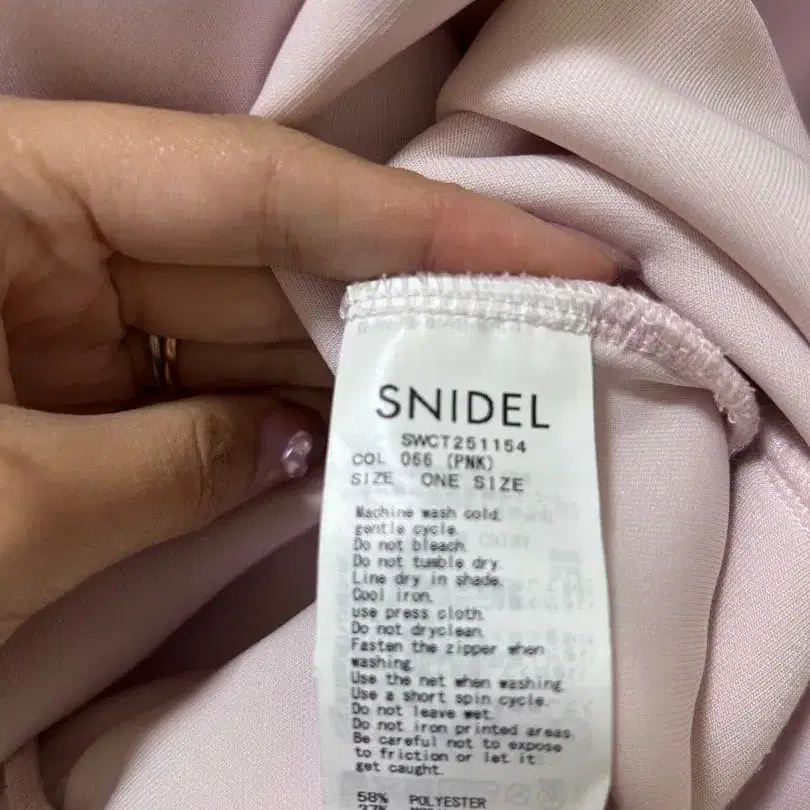 SNIDEL
SWCT251154
COL 066 (PNK)
SIZE ONE SIZE
Machine wash cold.
gentle cycle.
Do not bleach.
Do not tumble dry.
Line dry in shade.
Cool iron.
use press cloth.
Do not dryclean.
Fasten the zipper when
washing.
Use the net when washing.
Use a short spin cycle.
Do not leave wet.
Do not iron printed areas.
Be careful not to expose
to friction or let it
get caught.
58% POLYESTER